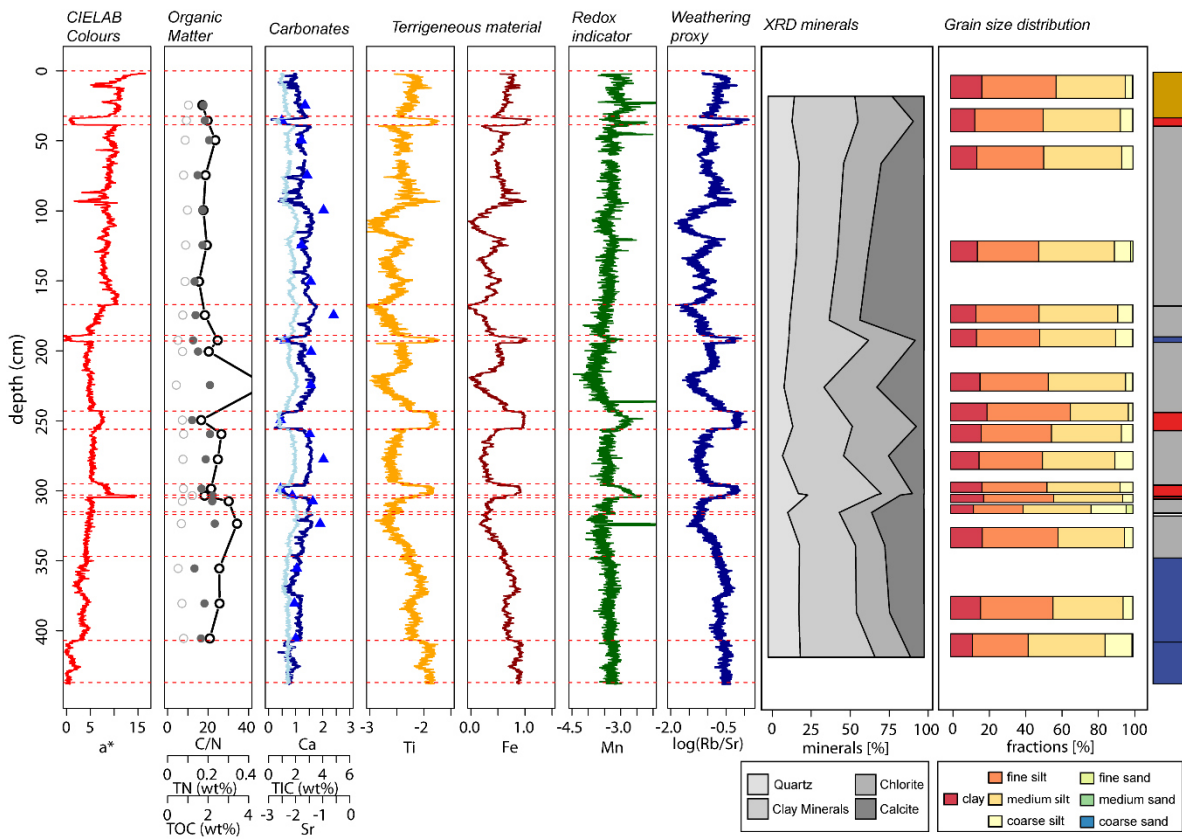 CIELAB Colours
Organic Matter
Carbonates
Terrigeneous material
Redox indicator
Weathering proxy
XRD minerals
Grain size distribution
depth (cm)
0
50
100
150
200
250
300
350
400
0 5 15
a*
0 20 40
C/N
0 0.2 0.4
TN (wt%)
0 2 4
TOC (wt%)
0 1 2 3
Ca
0 2 4 6
TIC(wt%)
-3 -2 -1 0
Sr
-3 -2
Ti
0.0 1.0
Fe
-4.5 -3.0
Mn
-2.0 -0.5
log(Rb/Sr)
0 25 50 75 100
minerals [%]
0 20 40 60 80 100
fractions [%]
Quartz
Clay Minerals
Chlorite
Calcite
clay
fine silt
medium silt
coarse silt
fine sand
medium sand
coarse sand